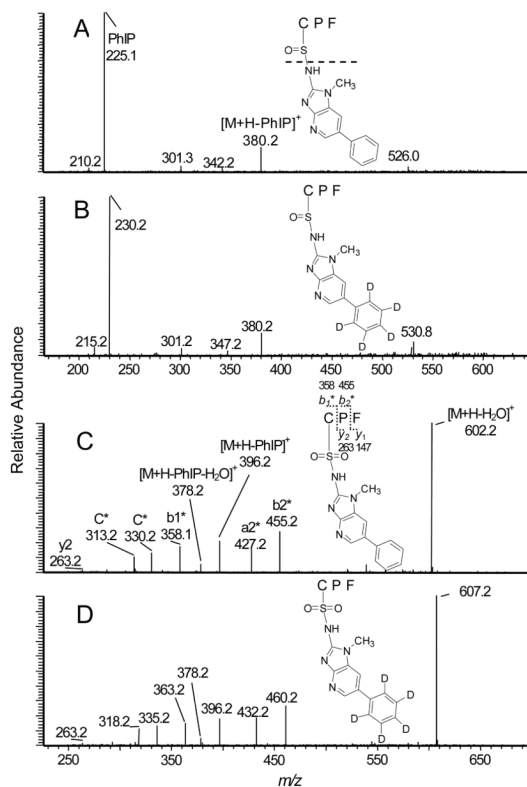 A
PhIP
225.1
C P F
O=S
NH
N
N
CH₃
N
[M+H-PhIP]⁺
380.2
210.2
301.3
342.2
526.0
B
230.2
C P F
O=S
NH
N
N
CH₃
N
D
D
D
D
D
215.2
301.2
347.2
380.2
530.8
200 250 300 350 400 450 500 550 600
Relative Abundance
C
358 455
b₁* b₂*
C P F
y₂ y₁
263 147
O=S=O
NH
N
N
CH₃
N
[M+H-H₂O]⁺
602.2
[M+H-PhIP]⁺
396.2
[M+H-PhIP-H₂O]⁺
378.2
y2
263.2
C*
313.2
C*
330.2
b1*
358.1
a2*
427.2
b2*
455.2
D
C P F
O=S=O
NH
N
N
CH₃
N
D
D
D
D
D
607.2
263.2
318.2
335.2
363.2
378.2
396.2
432.2
460.2
250 300 350 400 450 500 550 600 650
m/z